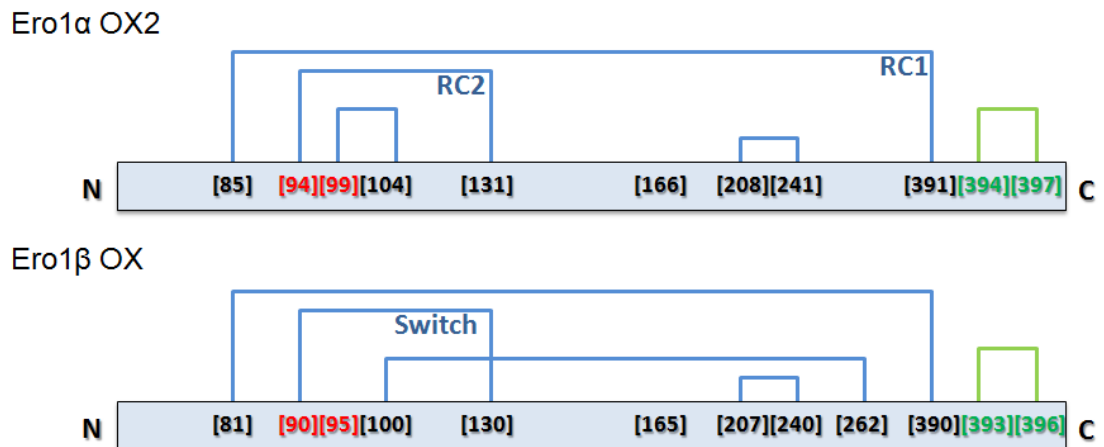 Ero1α OX2
RC1
RC2
N [85] [94][99][104] [131] [166] [208][241] [391][394][397] C
Ero1β OX
Switch
N [81] [90][95][100] [130] [165] [207][240] [262] [390][393][396] C